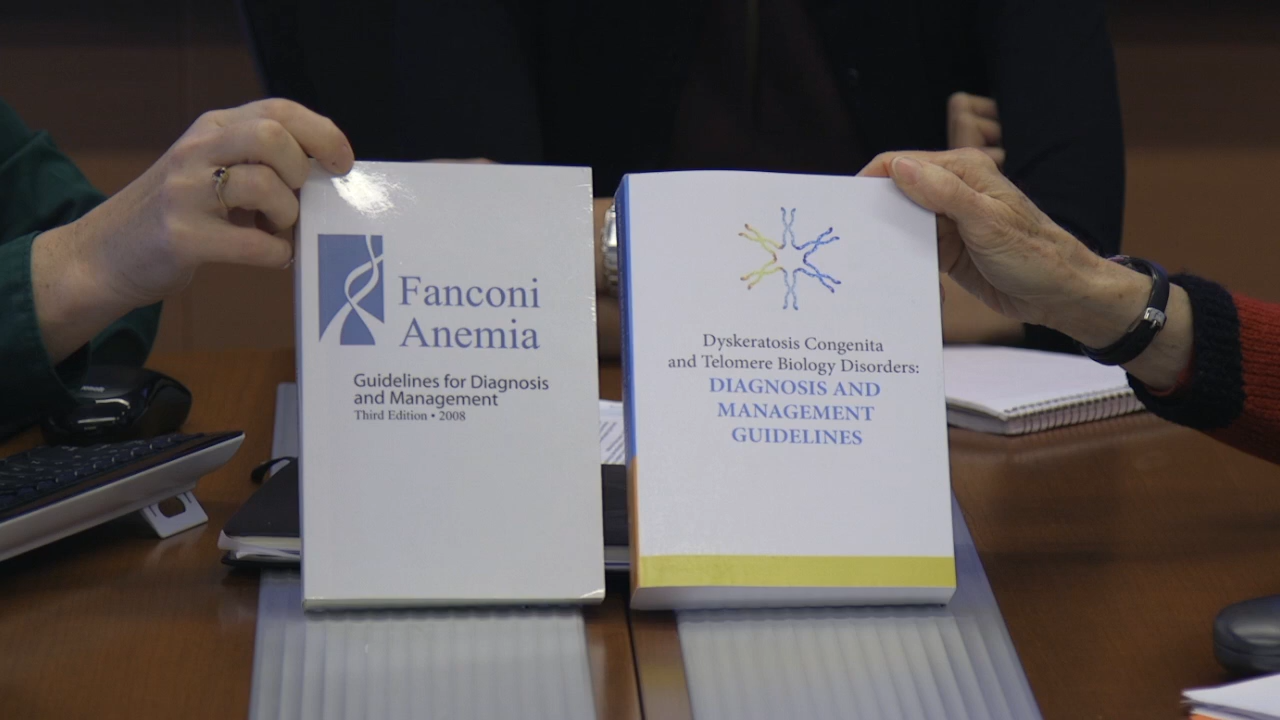 Fanconi
Anemia
Guidelines for Diagnosis
and Management
Third Edition • 2008
Dyskeratosis Congenita
and Telomere Biology Disorders:
DIAGNOSIS AND
MANAGEMENT
GUIDELINES